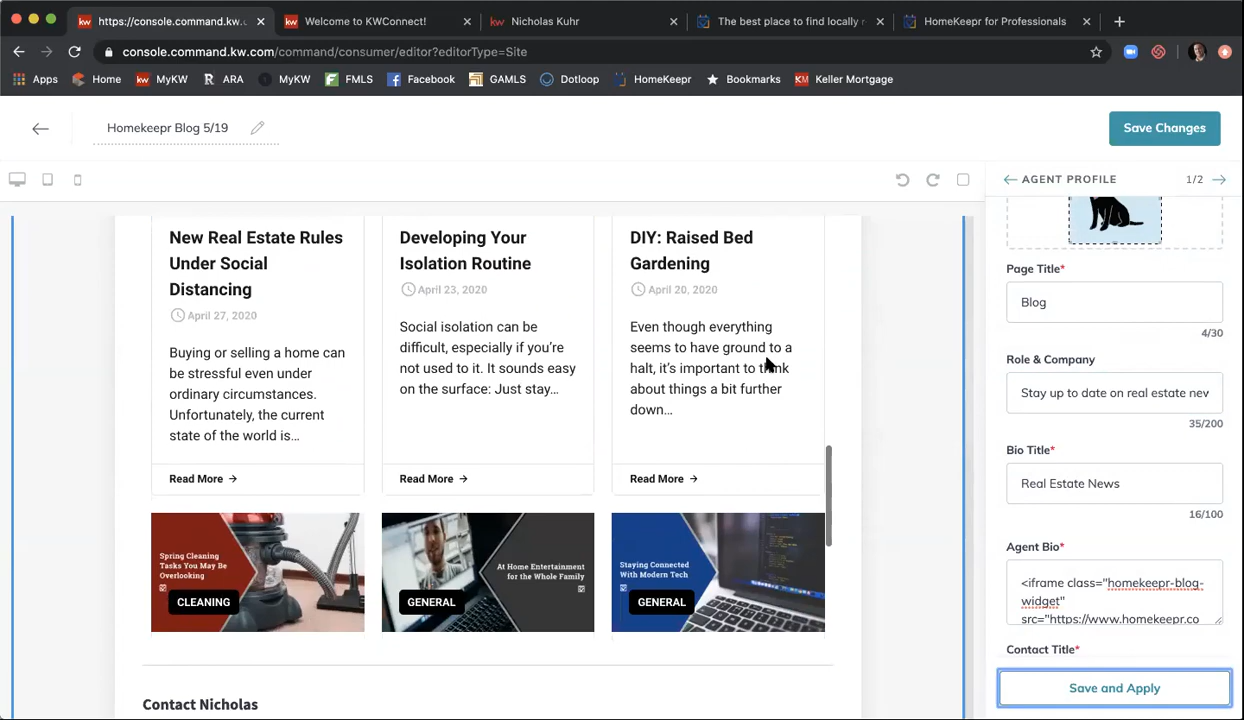 https://console.command.kw.c
Welcome to KWConnect!
Nicholas Kuhr
The best place to find locally r
HomeKeepr for Professionals
console.command.kw.com/command/consumer/editor?editorType=Site
Apps
Home
MyKW
ARA
MyKW
FMLS
Facebook
GAMLS
Dotloop
HomeKeepr
Bookmarks
Keller Mortgage
Homekeepr Blog 5/19
Save Changes
AGENT PROFILE
1/2
New Real Estate Rules
Under Social
Distancing
April 27, 2020
Buying or selling a home can
be stressful even under
ordinary circumstances.
Unfortunately, the current
state of the world is…
Read More →
Developing Your
Isolation Routine
April 23, 2020
Social isolation can be
difficult, especially if you’re
not used to it. It sounds easy
on the surface: Just stay…
Read More →
DIY: Raised Bed
Gardening
April 20, 2020
Even though everything
seems to have ground to a
halt, it’s important to think
about things a bit further
down…
Read More →
Spring Cleaning
Tasks You May Be
Overlooking
CLEANING
At Home Entertainment
for the Whole Family
GENERAL
Staying Connected
With Modern Tech
GENERAL
Contact Nicholas
Page Title*
Blog
4/30
Role & Company
Stay up to date on real estate nev
35/200
Bio Title*
Real Estate News
16/100
Agent Bio*
<iframe class="homekeepr-blog-
widget"
src="https://www.homekeepr.co
Contact Title*
Save and Apply